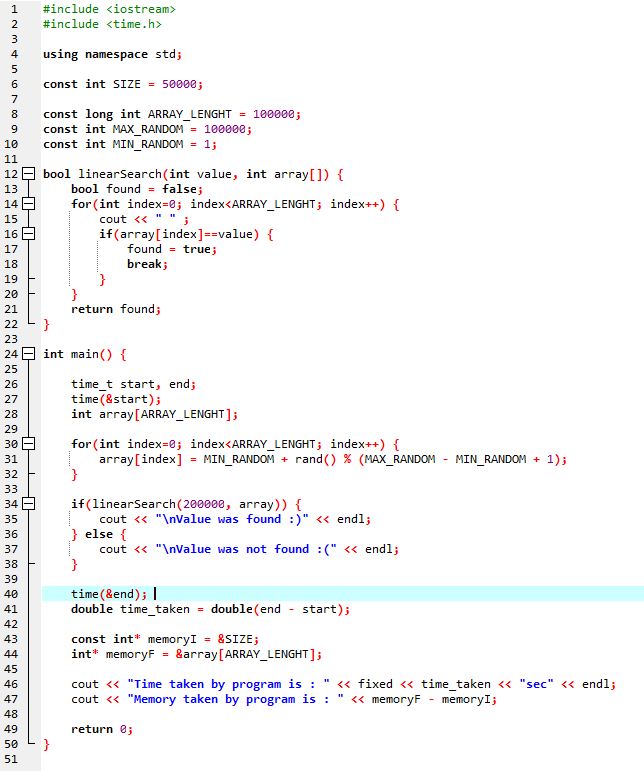 1 #include <iostream>
2 #include <time.h>
3
4 using namespace std;
5
6 const int SIZE = 50000;
7
8 const long int ARRAY_LENGHT = 100000;
9 const int MAX_RANDOM = 100000;
10 const int MIN_RANDOM = 1;
11
12 bool linearSearch(int value, int array[]) {
13 bool found = false;
14 for(int index=0; index<ARRAY_LENGHT; index++) {
15 cout << " " ;
16 if(array[index]==value) {
17 found = true;
18 break;
19 }
20 }
21 return found;
22 }
23
24 int main() {
25
26 time_t start, end;
27 time(&start);
28 int array[ARRAY_LENGHT];
29
30 for(int index=0; index<ARRAY_LENGHT; index++) {
31 array[index] = MIN_RANDOM + rand() % (MAX_RANDOM - MIN_RANDOM + 1);
32 }
33
34 if(linearSearch(200000, array)) {
35 cout << "\nValue was found :)" << endl;
36 } else {
37 cout << "\nValue was not found :(" << endl;
38 }
39
40 time(&end);
41 double time_taken = double(end - start);
42
43 const int* memoryI = &SIZE;
44 int* memoryF = &array[ARRAY_LENGHT];
45
46 cout << "Time taken by program is : " << fixed << time_taken << "sec" << endl;
47 cout << "Memory taken by program is : " << memoryF - memoryI;
48
49 return 0;
50 }
51